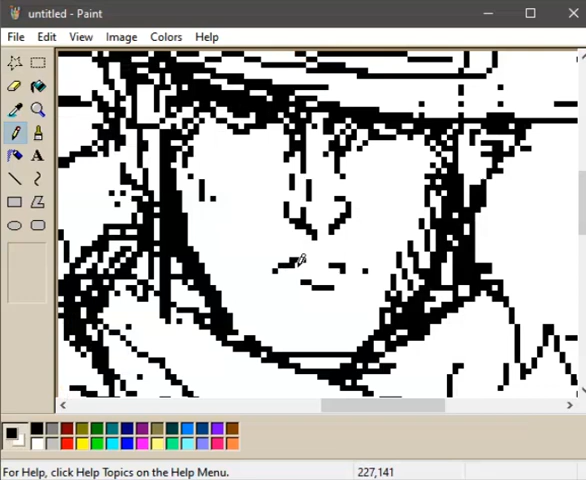 untitled - Paint
File Edit View Image Colors Help
A
For Help, click Help Topics on the Help Menu.
227,141